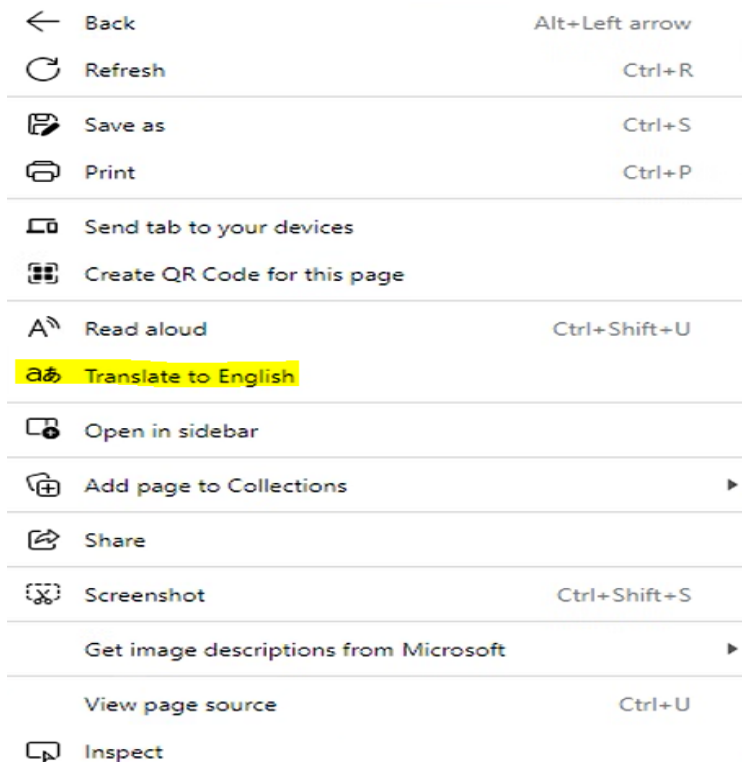 Back Alt+Left arrow
Refresh Ctrl+R
Save as Ctrl+S
Print Ctrl+P
Send tab to your devices
Create QR Code for this page
Read aloud Ctrl+Shift+U
aあ Translate to English
Open in sidebar
Add page to Collections
Share
Screenshot Ctrl+Shift+S
Get image descriptions from Microsoft
View page source Ctrl+U
Inspect